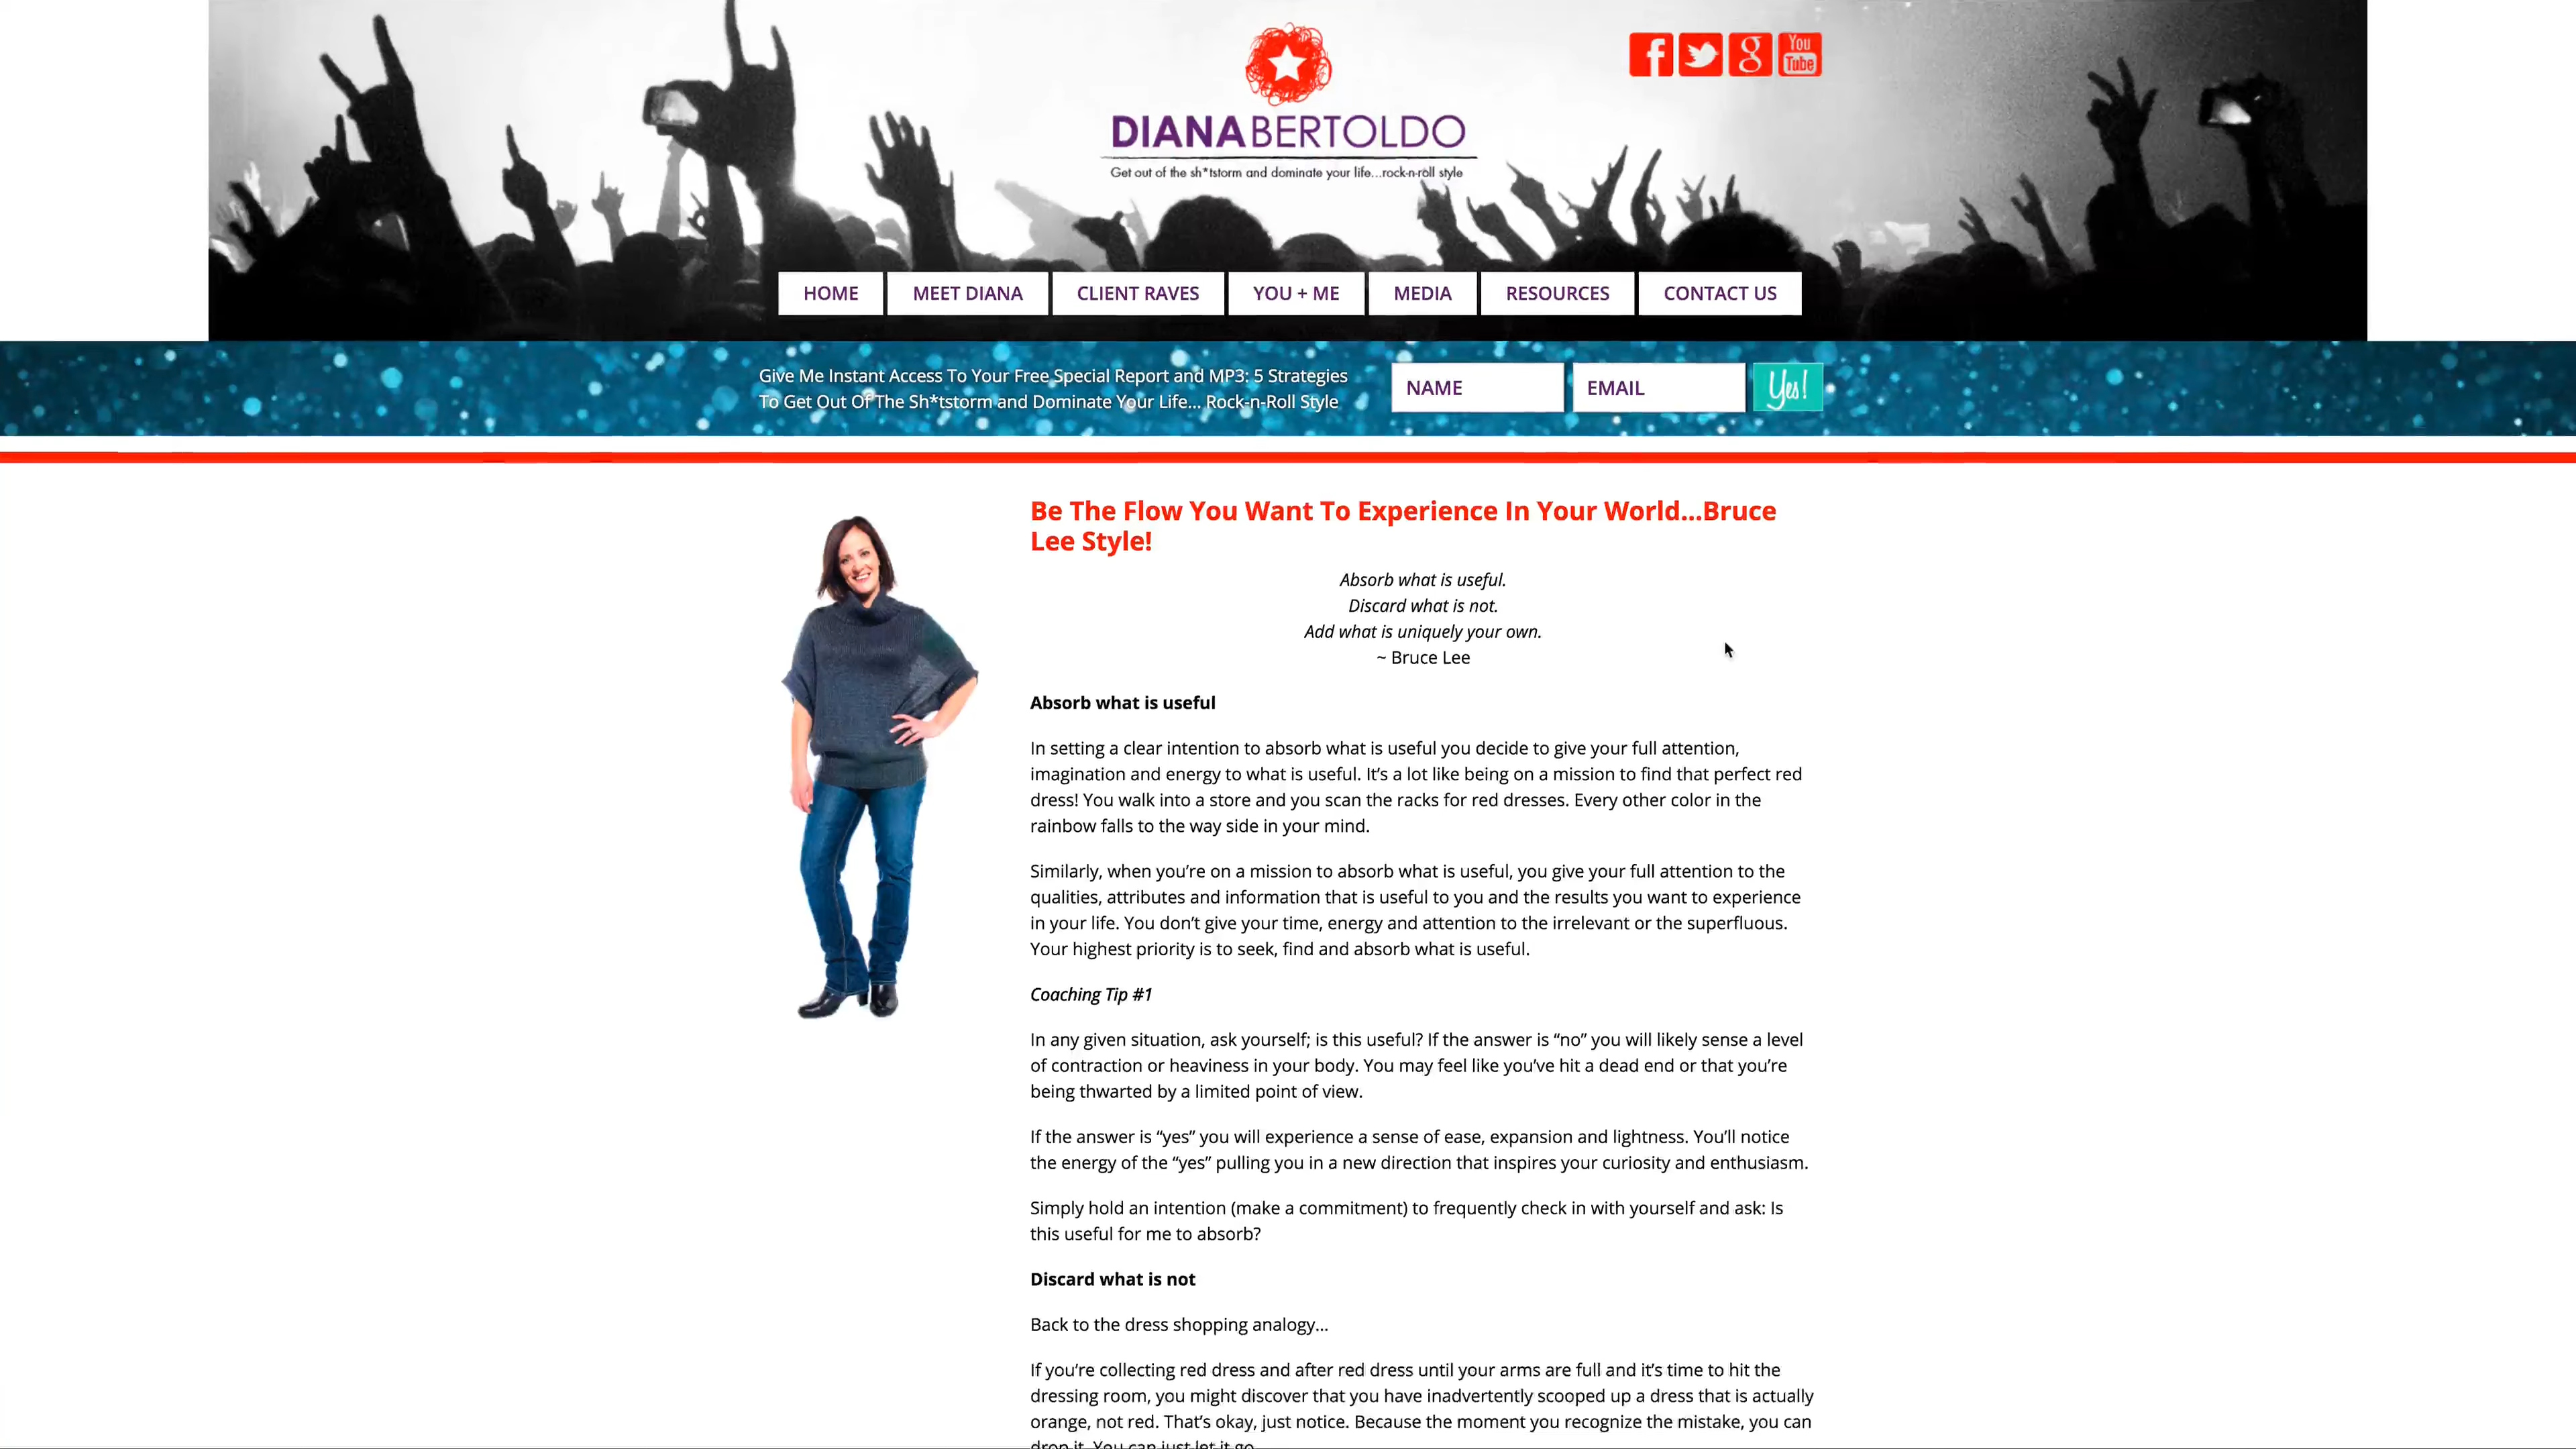 You
Tube
DIANABERTOLDO
Get out of the sh*tstorm and dominate your life...rock-n-roll style
HOME
MEET DIANA
CLIENT RAVES
YOU + ME
MEDIA
RESOURCES
CONTACT US
Give Me Instant Access To Your Free Special Report and MP3: 5 Strategies
To Get Out Of The Sh*tstorm and Dominate Your Life... Rock-n-Roll Style
NAME
EMAIL
Yes!
Be The Flow You Want To Experience In Your World...Bruce
Lee Style!
Absorb what is useful.
Discard what is not.
Add what is uniquely your own.
~ Bruce Lee
Absorb what is useful
In setting a clear intention to absorb what is useful you decide to give your full attention,
imagination and energy to what is useful. It’s a lot like being on a mission to find that perfect red
dress! You walk into a store and you scan the racks for red dresses. Every other color in the
rainbow falls to the way side in your mind.
Similarly, when you’re on a mission to absorb what is useful, you give your full attention to the
qualities, attributes and information that is useful to you and the results you want to experience
in your life. You don’t give your time, energy and attention to the irrelevant or the superfluous.
Your highest priority is to seek, find and absorb what is useful.
Coaching Tip #1
In any given situation, ask yourself; is this useful? If the answer is “no” you will likely sense a level
of contraction or heaviness in your body. You may feel like you’ve hit a dead end or that you’re
being thwarted by a limited point of view.
If the answer is “yes” you will experience a sense of ease, expansion and lightness. You’ll notice
the energy of the “yes” pulling you in a new direction that inspires your curiosity and enthusiasm.
Simply hold an intention (make a commitment) to frequently check in with yourself and ask: Is
this useful for me to absorb?
Discard what is not
Back to the dress shopping analogy...
If you’re collecting red dress and after red dress until your arms are full and it’s time to hit the
dressing room, you might discover that you have inadvertently scooped up a dress that is actually
orange, not red. That’s okay, just notice. Because the moment you recognize the mistake, you can
drop it. You can just let it go.